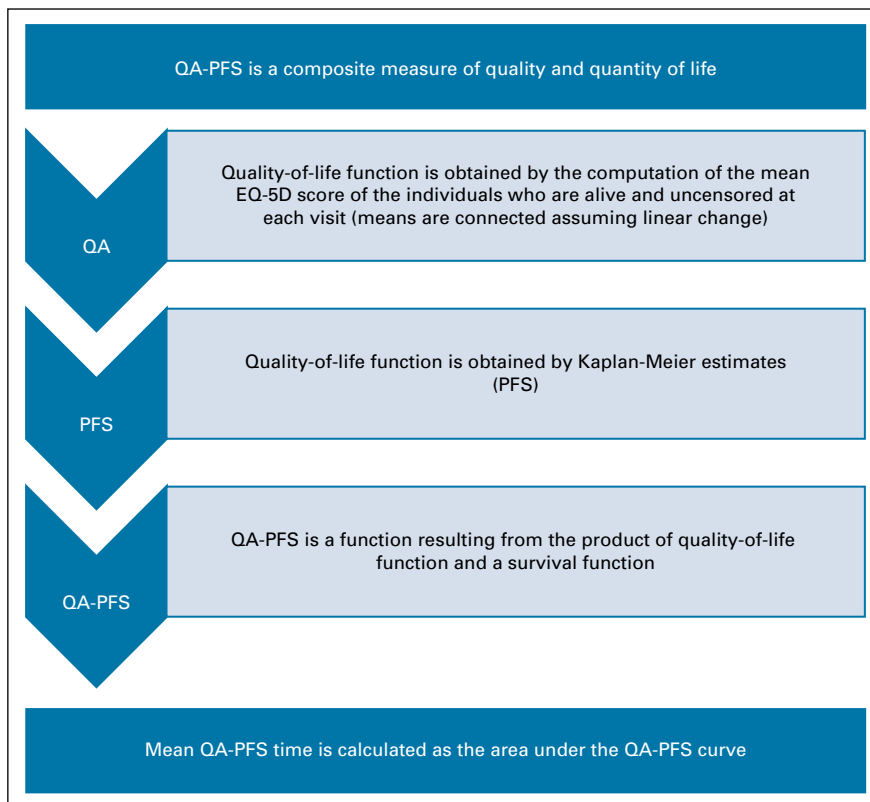 QA-PFS is a composite measure of quality and quantity of life
Quality-of-life function is obtained by the computation of the mean
EQ-5D score of the individuals who are alive and uncensored at
each visit (means are connected assuming linear change)
QA
Quality-of-life function is obtained by Kaplan-Meier estimates
(PFS)
PFS
QA-PFS is a function resulting from the product of quality-of-life
function and a survival function
QA-PFS
Mean QA-PFS time is calculated as the area under the QA-PFS curve